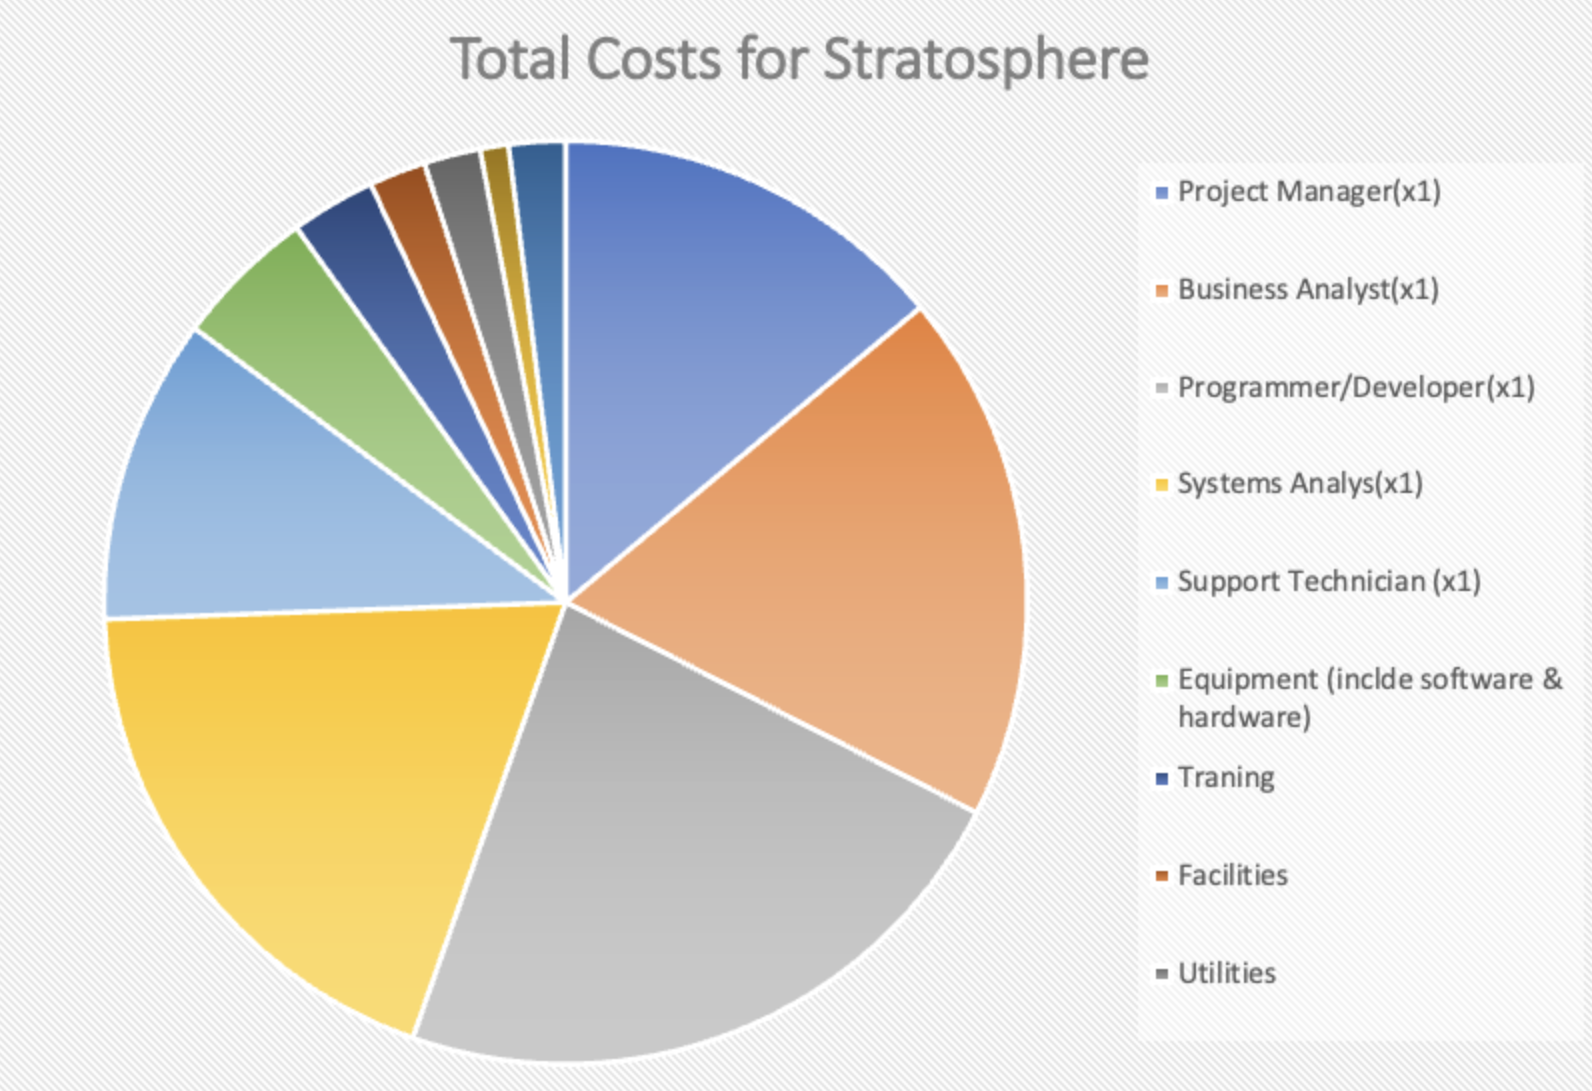 Total Costs for Stratosphere
Project Manager(x1)
Business Analyst(x1)
Programmer/Developer(x1)
Systems Analys(x1)
Support Technician (x1)
Equipment (inclde software &
hardware)
Traning
Facilities
Utilities